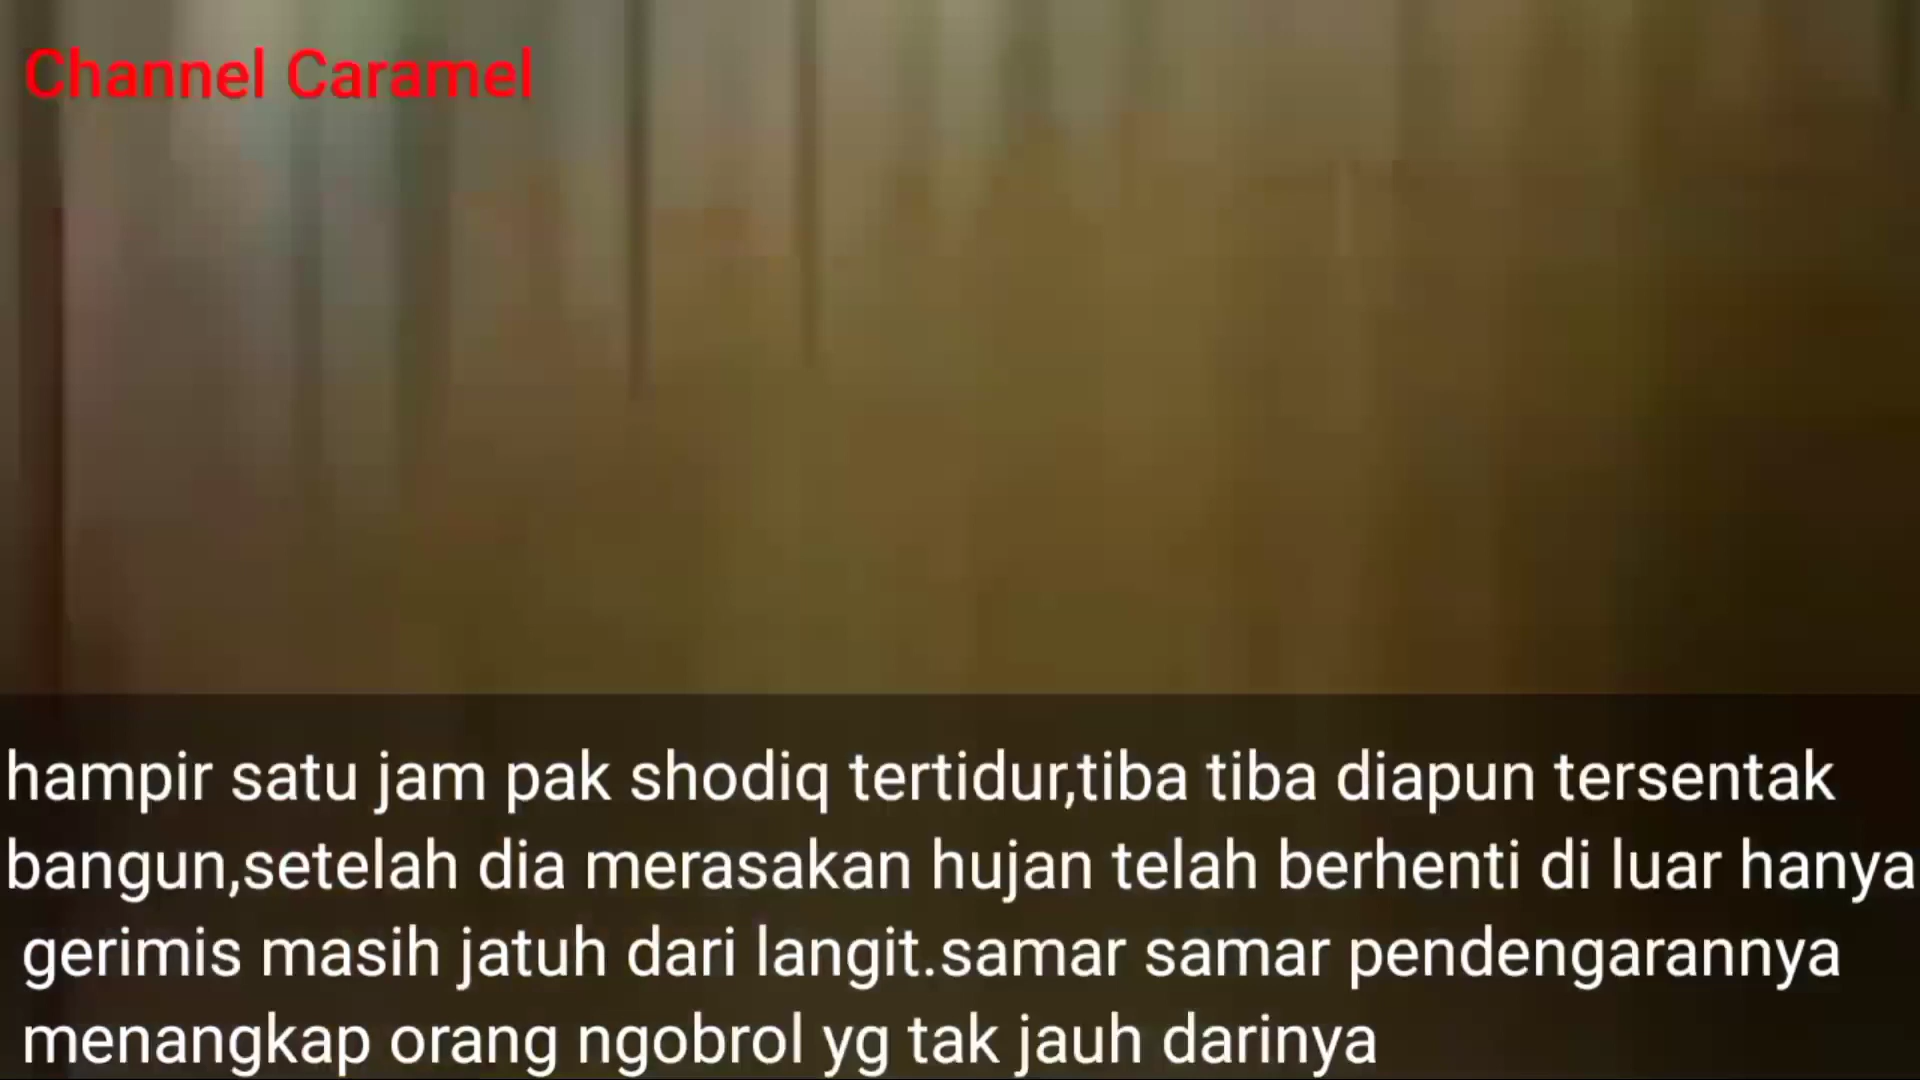 Channel Caramel
hampir satu jam pak shodiq tertidur,tiba tiba diapun tersentak
bangun,setelah dia merasakan hujan telah berhenti di luar hanya
gerimis masih jatuh dari langit.samar samar pendengarannya
menangkap orang ngobrol yg tak jauh darinya